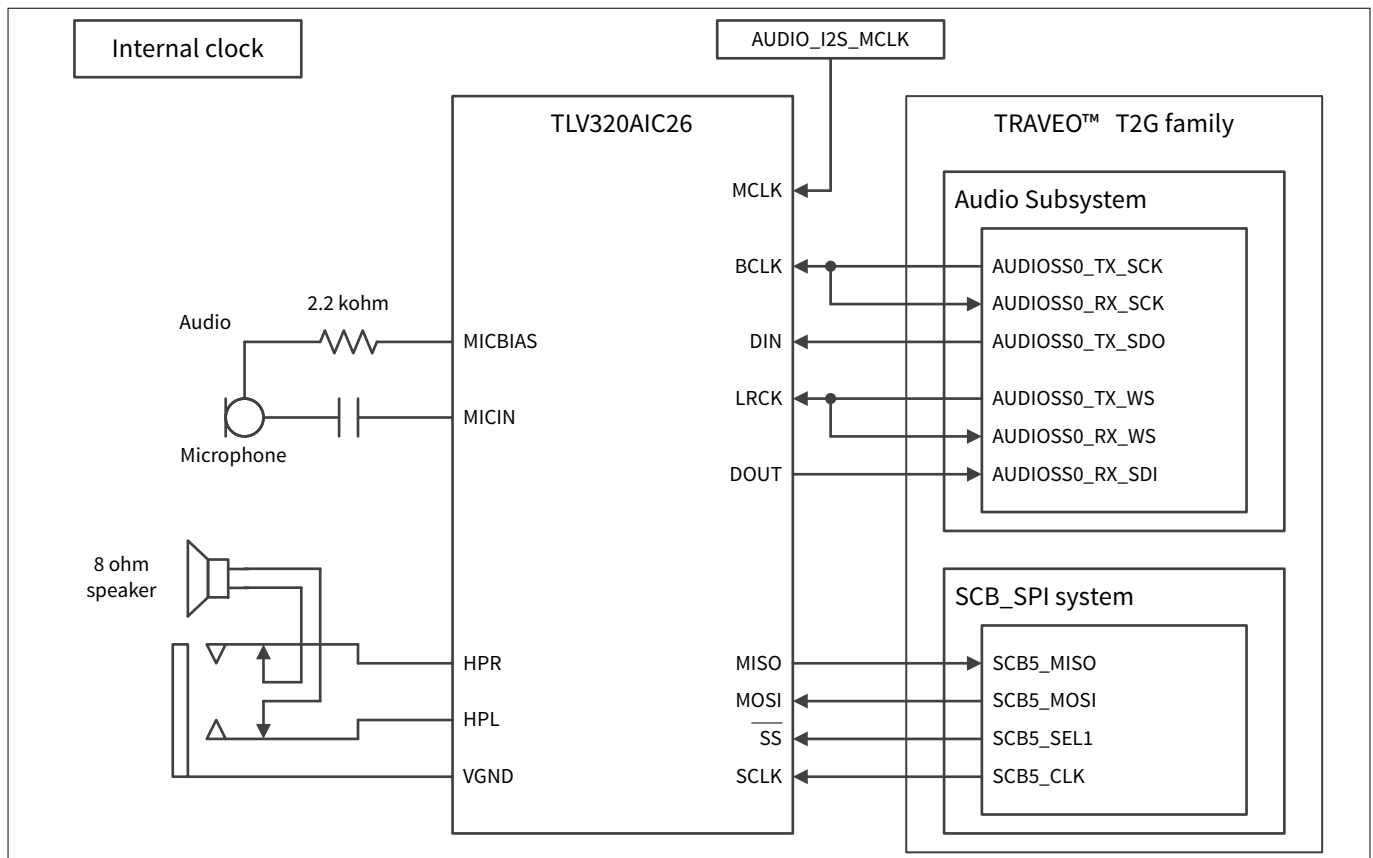 Internal clock
AUDIO_I2S_MCLK
TLV320AIC26
TRAVEO™ T2G family
MCLK
Audio Subsystem
BCLK
AUDIOSS0_TX_SCK
2.2 kohm
AUDIOSS0_RX_SCK
Audio
MICBIAS
DIN
AUDIOSS0_TX_SDO
LRCK
AUDIOSS0_TX_WS
MICIN
AUDIOSS0_RX_WS
Microphone
DOUT
AUDIOSS0_RX_SDI
8 ohm
speaker
SCB_SPI system
HPR
MISO
SCB5_MISO
MOSI
SCB5_MOSI
HPL
SS
SCB5_SEL1
VGND
SCLK
SCB5_CLK